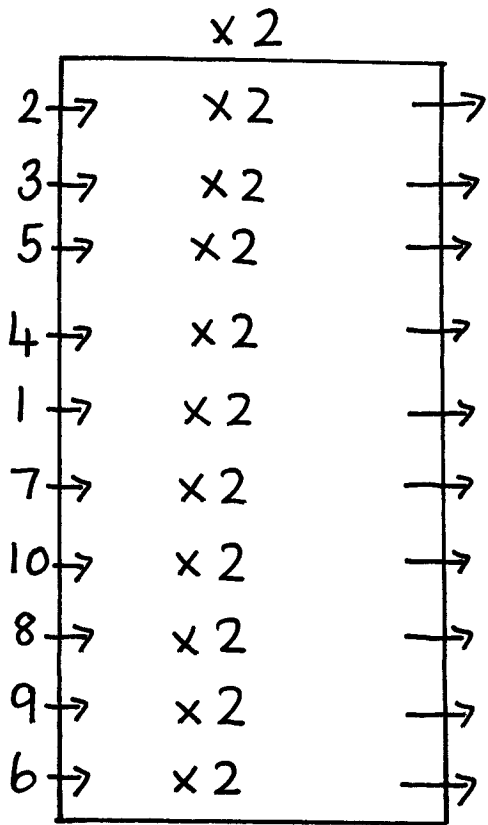 × 2
2 → × 2 →
3 → × 2 →
5 → × 2 →
4 → × 2 →
1 → × 2 →
7 → × 2 →
10 → × 2 →
8 → × 2 →
9 → × 2 →
6 → × 2 →